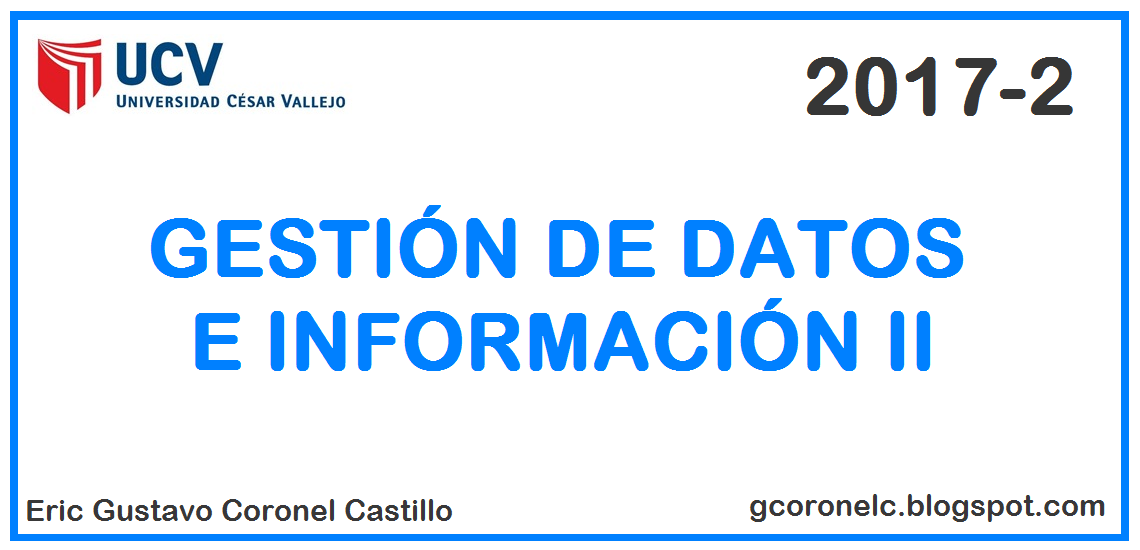 UCV
UNIVERSIDAD CÉSAR VALLEJO
2017-2
GESTIÓN DE DATOS
E INFORMACIÓN II
Eric Gustavo Coronel Castillo
gcoronelc.blogspot.com